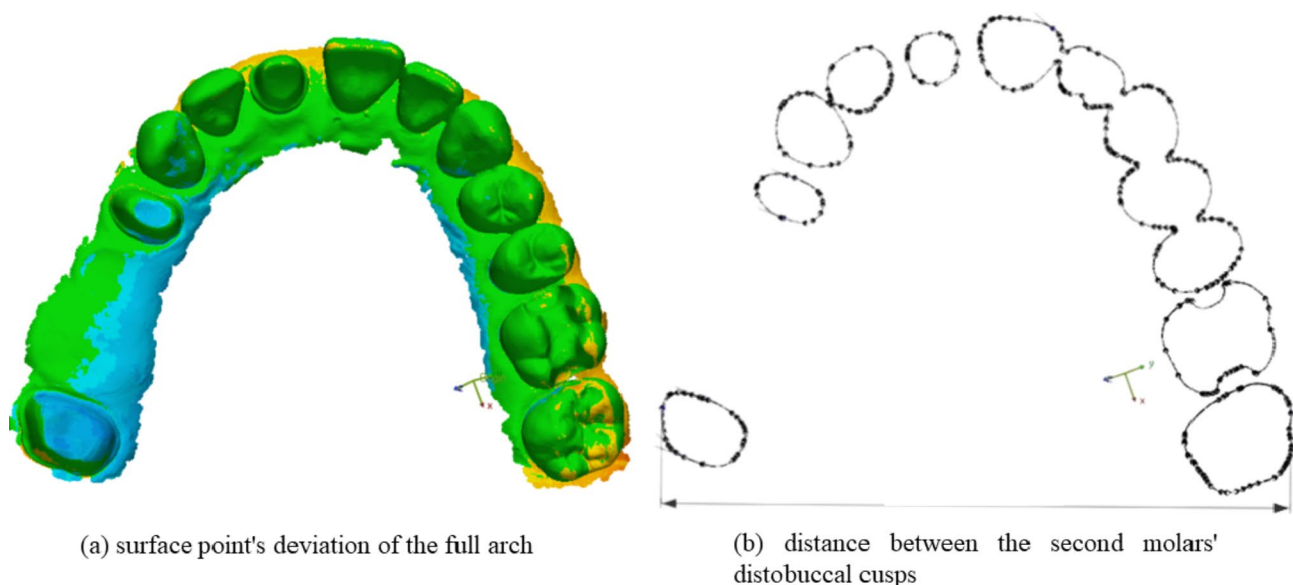 y
x
x
(a) surface point's deviation of the full arch
(b) distance between the second molars'
distobuccal cusps